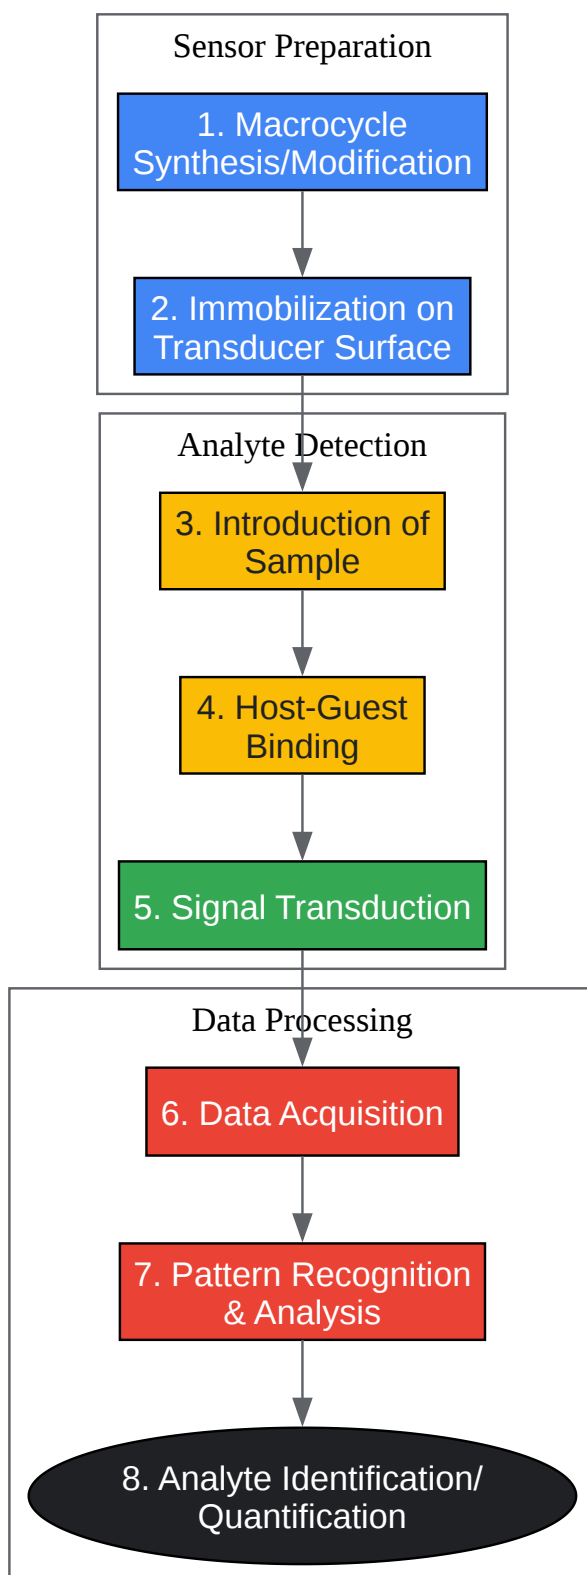 Sensor Preparation
1. Macrocycle
Synthesis/Modification
2. Immobilization on
Transducer Surface
Analyte Detection
3. Introduction of
Sample
4. Host-Guest
Binding
5. Signal Transduction
Data Processing
6. Data Acquisition
7. Pattern Recognition
& Analysis
8. Analyte Identification/
Quantification